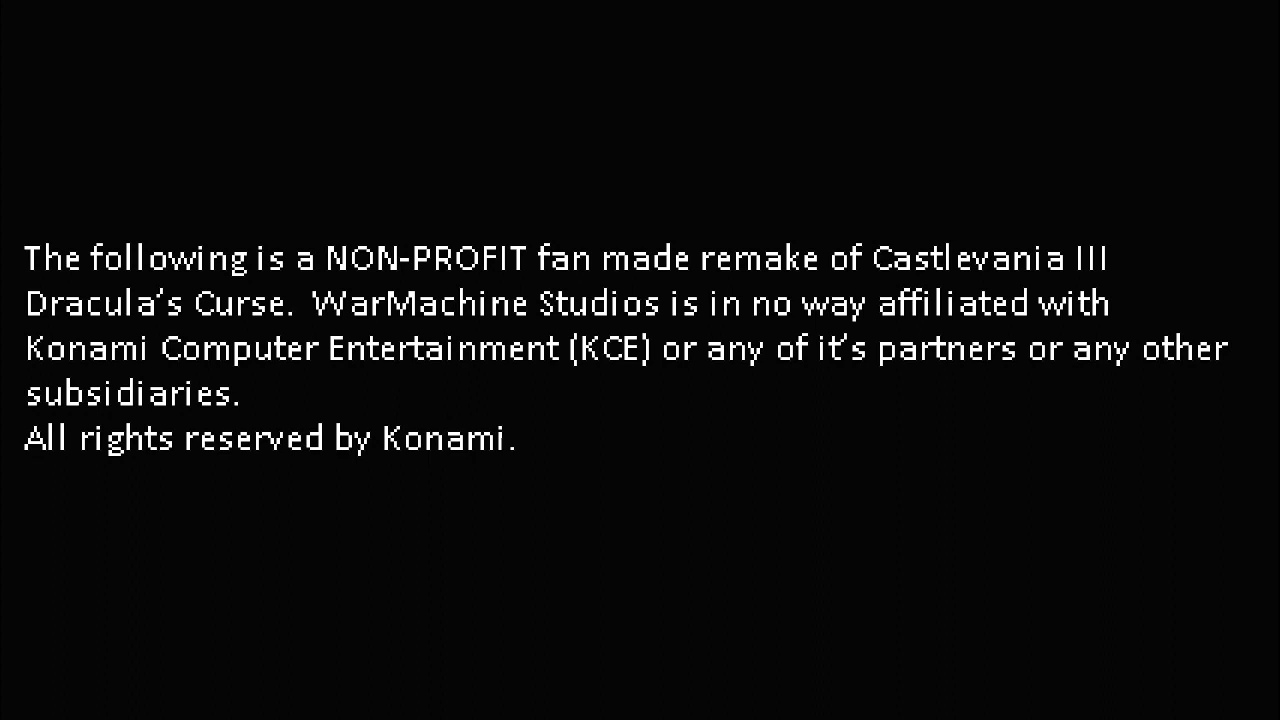 The following is a NON-PROFIT fan made remake of Castlevania III
Dracula's Curse.  WarMachine Studios is in no way affiliated with
Konami Computer Entertainment (KCE) or any of it's partners or any other
subsidiaries.
All rights reserved by Konami.